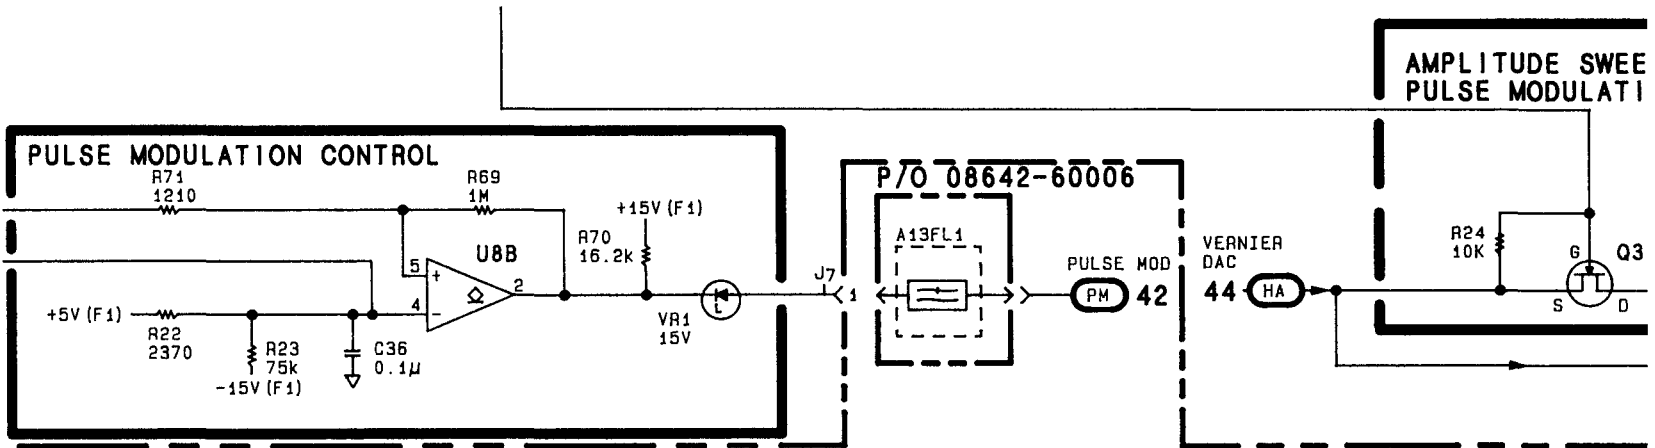 AMPLITUDE SWEE
PULSE MODULATI
PULSE MODULATION CONTROL
R71
1210
R69
1M
+15V(F1)
R70
16.2k
U8B
5
+
2
4
-
+5V(F1)
R22
2370
R23
75k
-15V(F1)
C36
0.1µ
VR1
15V
J7
1
P/O 08642-60006
A13FL1
PULSE MOD
PM 42
VERNIER
DAC
44 HA
R24
10K
G
Q3
S
D